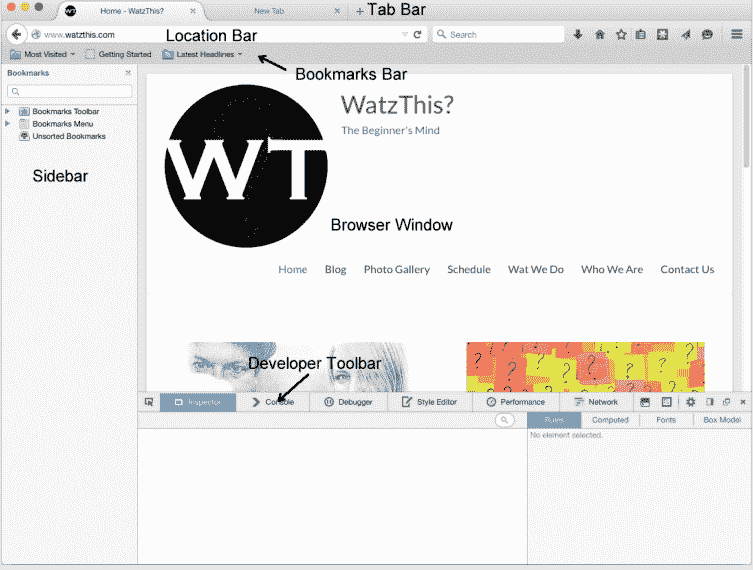 WT Home - WatzThis? × New Tab × + Tab Bar
www.watzthis.com Location Bar Search
Most Visited Getting Started Latest Headlines
Bookmarks × Bookmarks Bar
WatzThis?
Bookmarks Toolbar
Bookmarks Menu
The Beginner's Mind
Unsorted Bookmarks
WT
Sidebar
Browser Window
Home Blog Photo Gallery Schedule Wat We Do Who We Are Contact Us
? ? ? ? ? ?
Developer Toolbar
Inspector Console Debugger Style Editor Performance Network ×
Rules Computed Fonts Box Model
No element selected.